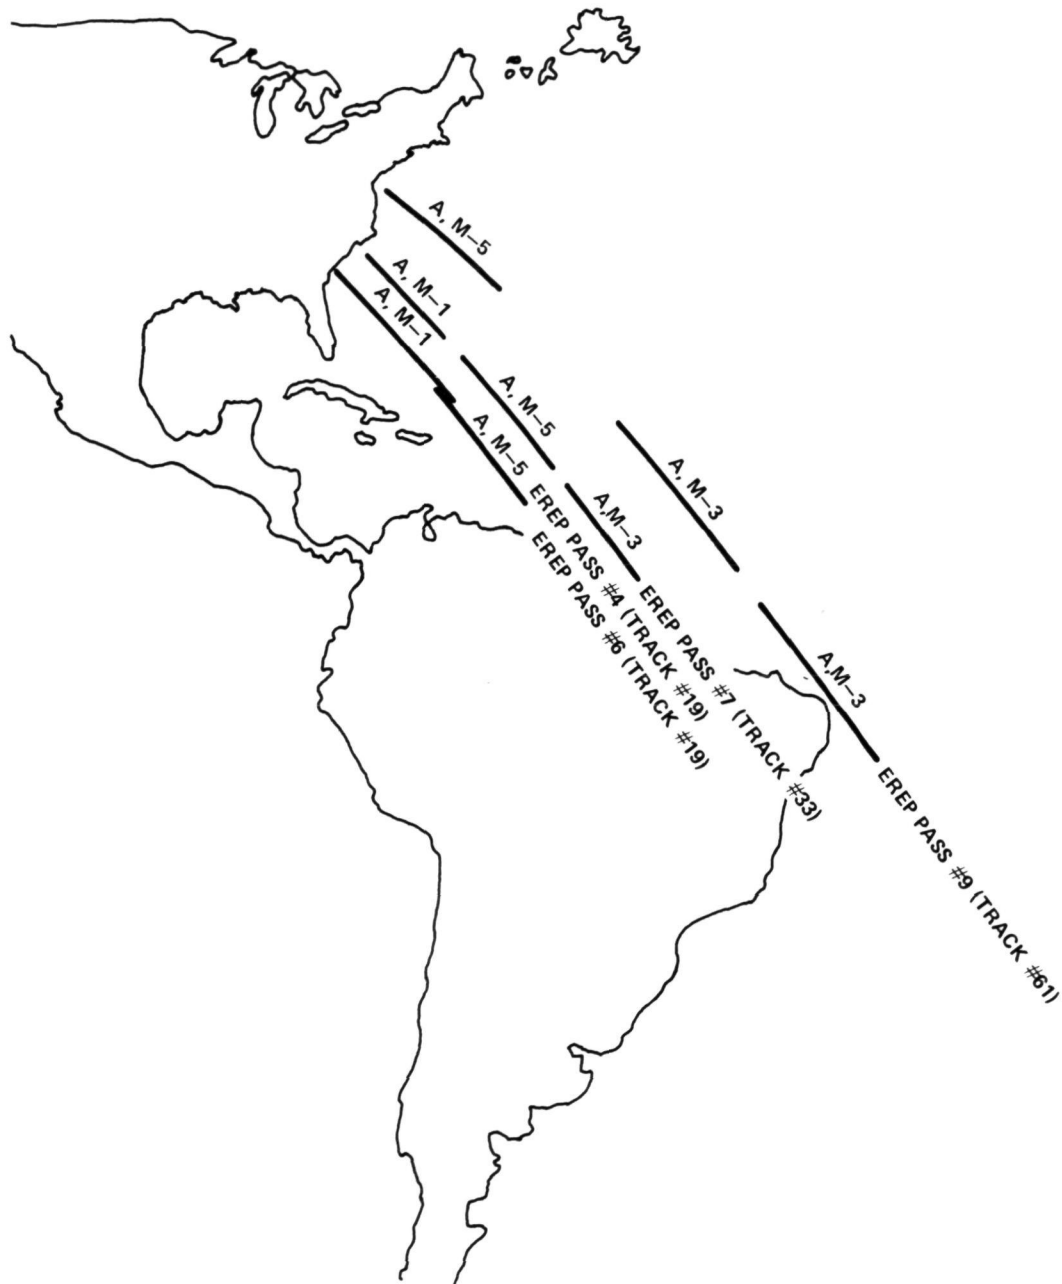 A, M-5
A, M-1
A, M-1
A, M-5
A, M-5
A, M-3
A,M-3
A,M-3
EREP PASS #4 (TRACK #19)
EREP PASS #6 (TRACK #19)
EREP PASS #7 (TRACK #33)
EREP PASS #9 (TRACK #61)